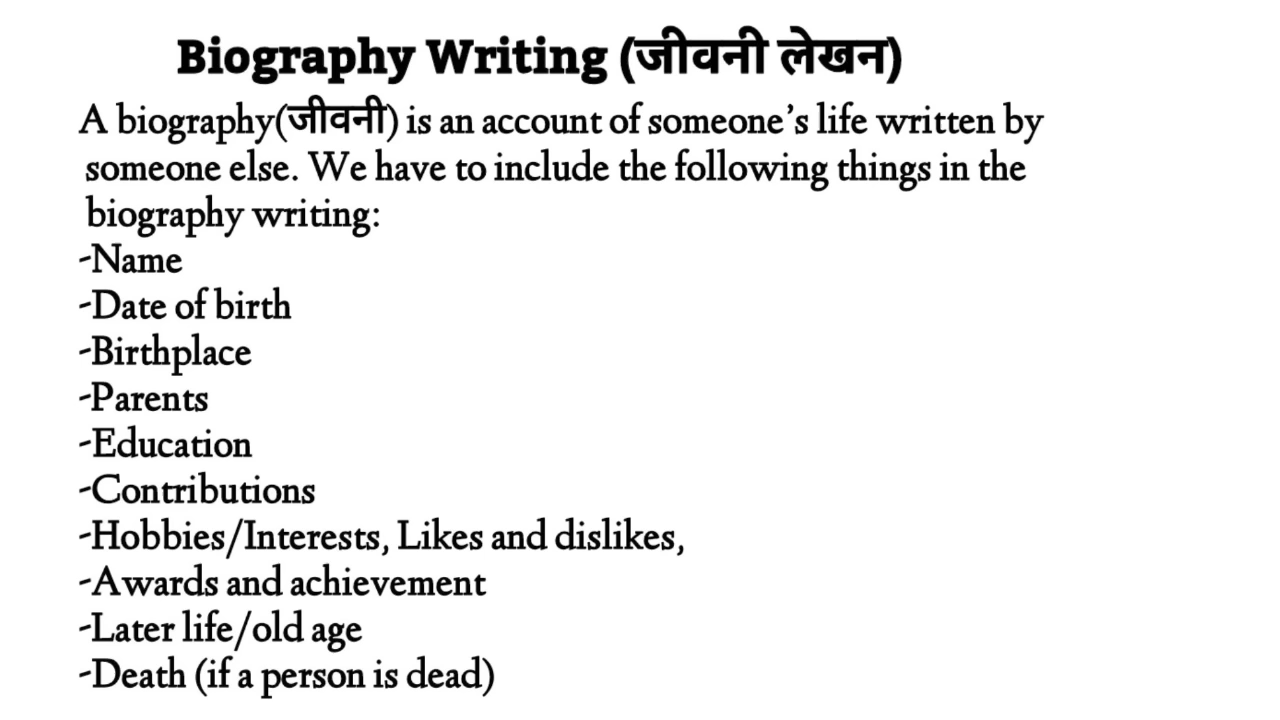 Biography Writing (जीवनी लेखन)
A biography(जीवनी) is an account of someone's life written by
someone else. We have to include the following things in the
biography writing:
-Name
-Date of birth
-Birthplace
-Parents
-Education
-Contributions
-Hobbies/Interests, Likes and dislikes,
-Awards and achievement
-Later life/old age
-Death (if a person is dead)